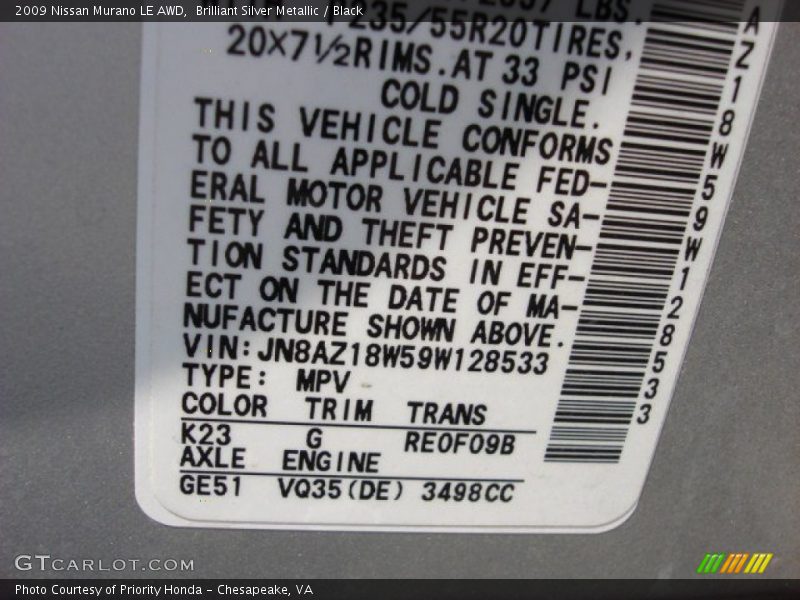 2009 Nissan Murano LE AWD, Brilliant Silver Metallic / Black
LBS.
P235/55R20TIRES,
20X7½RIMS.AT 33 PSI
COLD SINGLE.
THIS VEHICLE CONFORMS
TO ALL APPLICABLE FED-
ERAL MOTOR VEHICLE SA-
FETY AND THEFT PREVEN-
TION STANDARDS IN EFF-
ECT ON THE DATE OF MA-
NUFACTURE SHOWN ABOVE.
VIN:JN8AZ18W59W128533
TYPE: MPV
COLOR TRIM TRANS
K23 G RE0F09B
AXLE ENGINE
GE51 VQ35(DE) 3498CC
AZ18W59W128533
GTCARLOT.COM
Photo Courtesy of Priority Honda - Chesapeake, VA